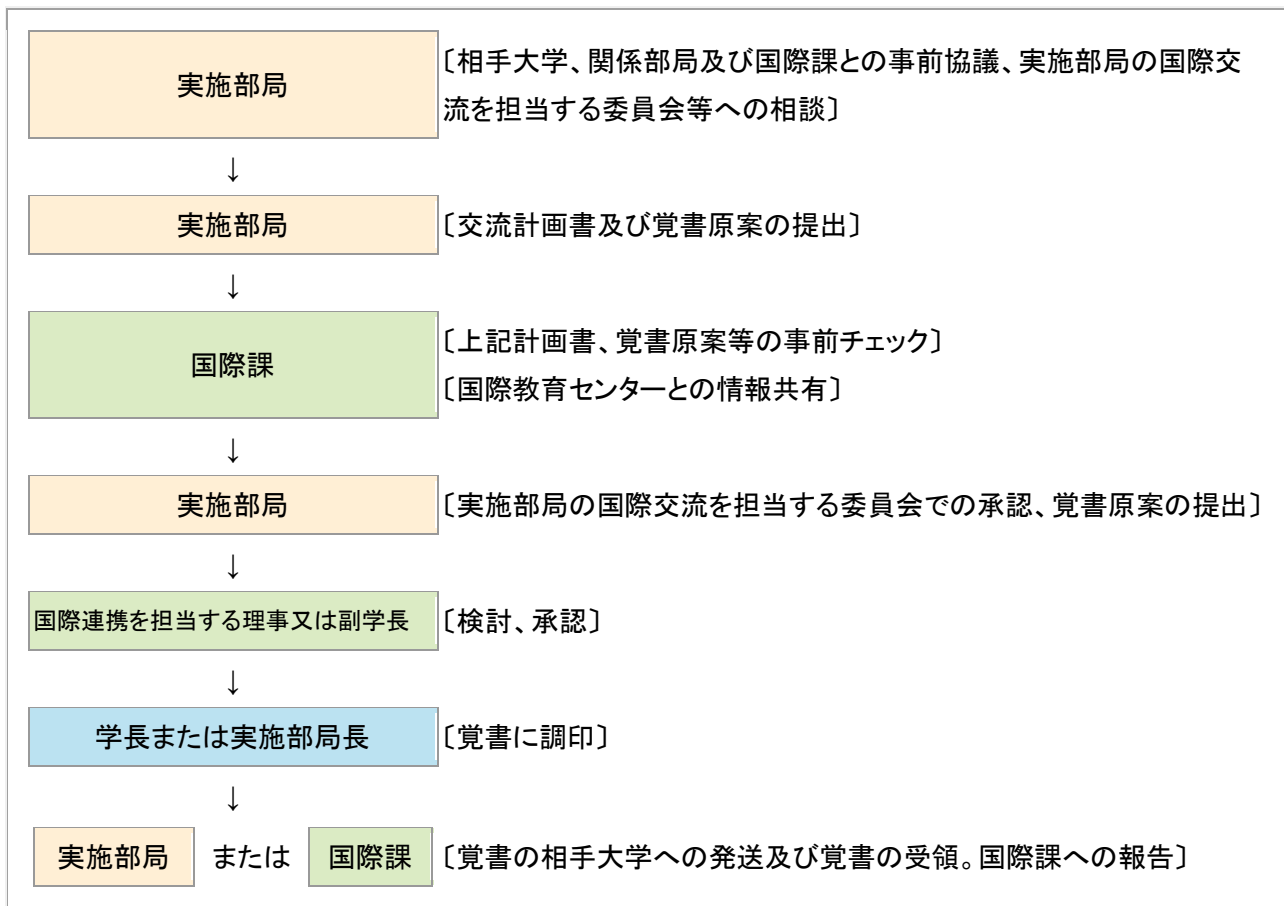 実施部局
〔相手大学、関係部局及び国際課との事前協議、実施部局の国際交
流を担当する委員会等への相談〕
↓
実施部局
〔交流計画書及び覚書原案の提出〕
↓
国際課
〔上記計画書、覚書原案等の事前チェック〕
〔国際教育センターとの情報共有〕
↓
実施部局
〔実施部局の国際交流を担当する委員会での承認、覚書原案の提出〕
↓
国際連携を担当する理事又は副学長
〔検討、承認〕
↓
学長または実施部局長
〔覚書に調印〕
↓
実施部局 または 国際課 〔覚書の相手大学への発送及び覚書の受領。国際課への報告〕